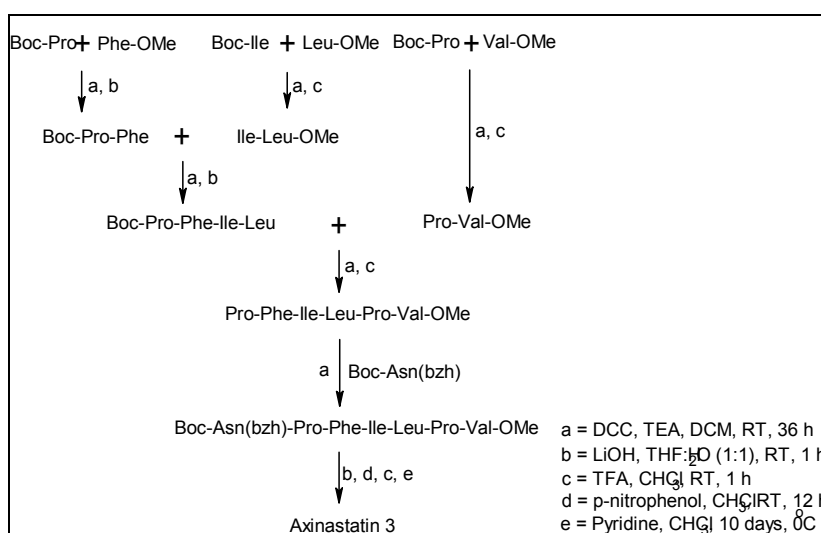 Boc-Pro + Phe-OMe Boc-Ile + Leu-OMe Boc-Pro + Val-OMe
a, b a, c
a, c
Boc-Pro-Phe + Ile-Leu-OMe
a, b
Boc-Pro-Phe-Ile-Leu + Pro-Val-OMe
a, c
Pro-Phe-Ile-Leu-Pro-Val-OMe
a Boc-Asn(bzh)
Boc-Asn(bzh)-Pro-Phe-Ile-Leu-Pro-Val-OMe
b, d, c, e
Axinastatin 3
a = DCC, TEA, DCM, RT, 36 h
b = LiOH, THF:H2O (1:1), RT, 1 h
c = TFA, CHCl3, RT, 1 h
d = p-nitrophenol, CHCl3, RT, 12 h
e = Pyridine, CHCl3, 10 days, 0oC